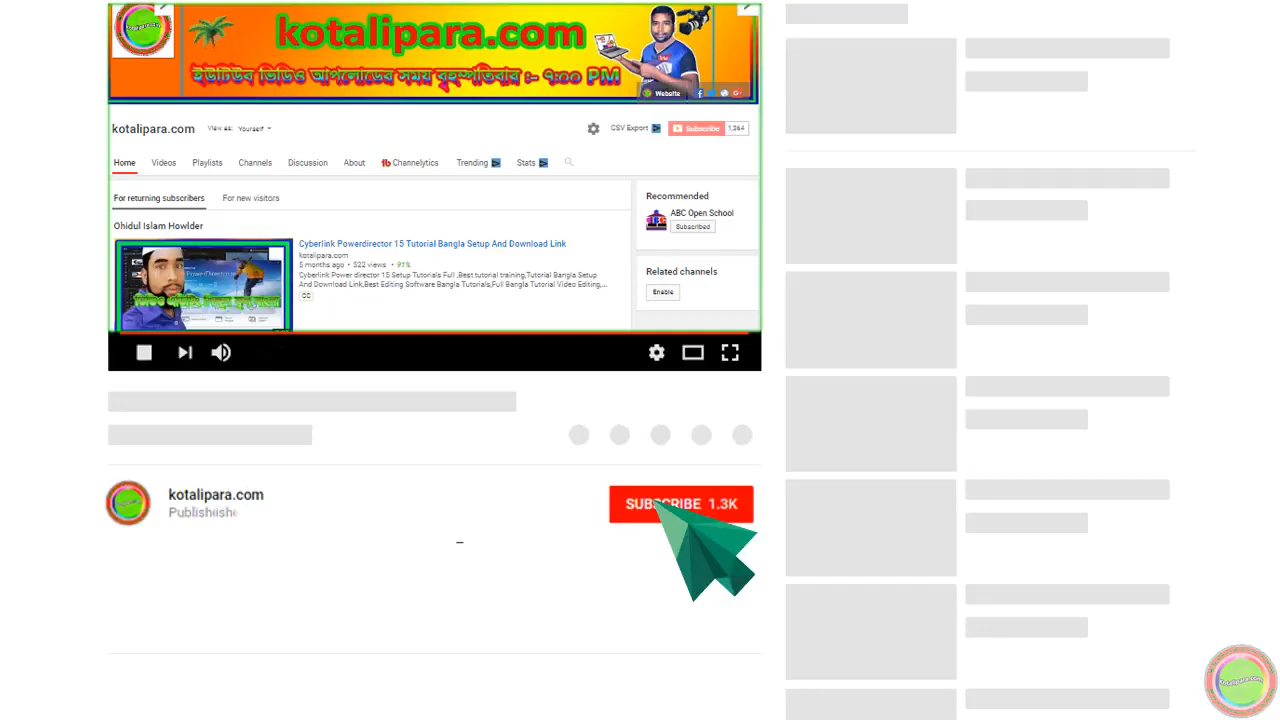 kotalipara.com
ইউটিউব ভিডিও আপলোডের সময় বৃহস্পতিবার :- ৭:০০ PM
Website
kotalipara.com View as: Yourself
CSV Export Subscribe 1,364
Home Videos Playlists Channels Discussion About Channelytics Trending Stats
For returning subscribers For new visitors
Ohidul Islam Howlder
Cyberlink Powerdirector 15 Tutorial Bangla Setup And Download Link
kotalipara.com
5 months ago • 522 views • 91%
Cyberlink Power director 15 Setup Tutorials Full ,Best tutorial training,Tutorial Bangla Setup
And Download Link,Best Editing Software Bangla Tutorials,Full Bangla Tutorial Video Editing,...
CC
Recommended
ABC Open School
Subscribed
Related channels
Enable
kotalipara.com
SUBSCRIBE 1.3K
kotalipara.com